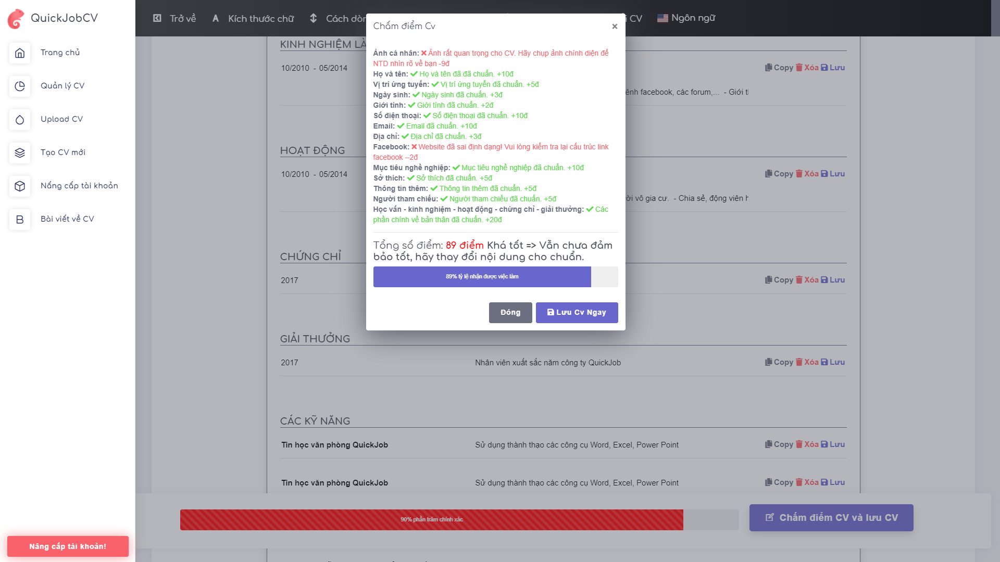 QuickJobCV
Trang chủ
Quản lý CV
Upload CV
Tạo CV mới
Nấng cấp tài khoản
Bài viết về CV
Nâng cấp tài khoản!
Trở về
Kích thước chữ
Cách dòn
CV
Ngôn ngữ
Chấm điểm Cv
×
Ảnh cá nhân: Ảnh rất quan trọng cho CV. Hãy chụp ảnh chính diện để
NTD nhìn rõ về bạn -9đ
Họ và tên: Họ và tên đã đã chuẩn. +10đ
Vị trí ứng tuyển: Vị trí ứng tuyển đã chuẩn. +5đ
Ngày sinh: Ngày sinh đã chuẩn. +3đ
Giới tính: Giới tính đã chuẩn. +2đ
Số điện thoại: Số điện thoại đã chuẩn. +10đ
Email: Email đã chuẩn. +10đ
Địa chỉ: Địa chỉ đã chuẩn. +3đ
Facebook: Website đã sai định dạng! Vui lòng kiểm tra lại cấu trúc link
facebook --2đ
Mục tiêu nghề nghiệp: Mục tiêu nghề nghiệp đã chuẩn. +10đ
Sở thích: Sở thích đã chuẩn. +5đ
Thông tin thêm: Thông tin thêm đã chuẩn. +5đ
Người tham chiếu: Người tham chiếu đã chuẩn. +5đ
Học vấn - kinh nghiệm - hoạt động - chứng chỉ - giải thưởng: Các
phần chính về bản thân đã chuẩn. +20đ
Tổng số điểm: 89 điểm Khá tốt => Vẫn chưa đảm
bảo tốt, hãy thay đổi nội dung cho chuẩn.
89% tỷ lệ nhận được việc làm
Đóng
Lưu Cv Ngay
KINH NGHIỆM LÀ
10/2010 - 05/2014
Copy Xóa Lưu
ênh facebook, các forum,... - Giới th
HOẠT ĐỘNG
10/2010 - 05/2014
Copy Xóa Lưu
ời vô gia cư. - Chia sẻ, động viên h
CHỨNG CHỈ
2017
Copy Xóa Lưu
GIẢI THƯỞNG
2017
Nhân viên xuất sắc năm công ty QuickJob
Copy Xóa Lưu
CÁC KỸ NĂNG
Tin học văn phòng QuickJob
Sử dụng thành thạo các công cụ Word, Excel, Power Point
Copy Xóa Lưu
Tin học văn phòng QuickJob
Sử dụng thành thạo các công cụ Word, Excel, Power Point
Copy Xóa Lưu
90% phần trăm chính xác
Chấm điểm CV và lưu CV